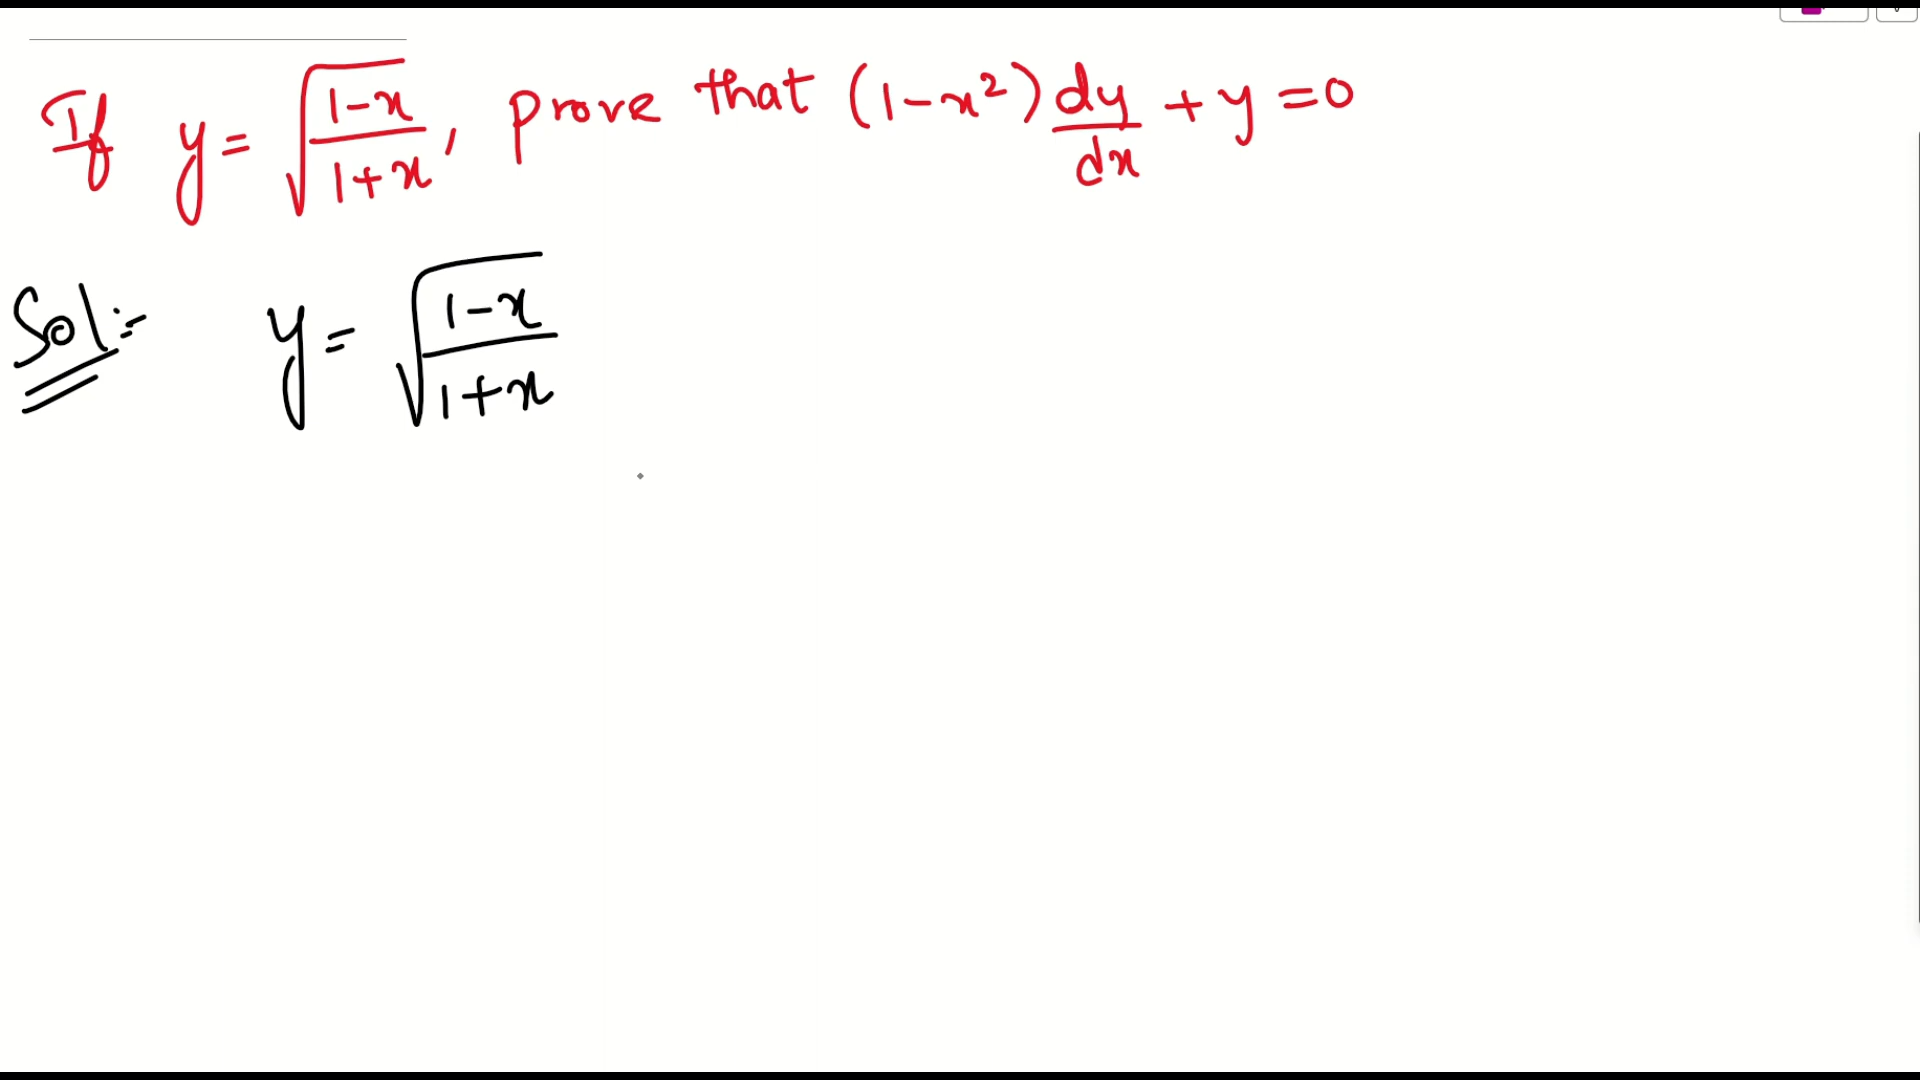 If y = √((1-x)/(1+x)), prove that (1-x²) dy/dx + y = 0
Sol:- y = √((1-x)/(1+x))